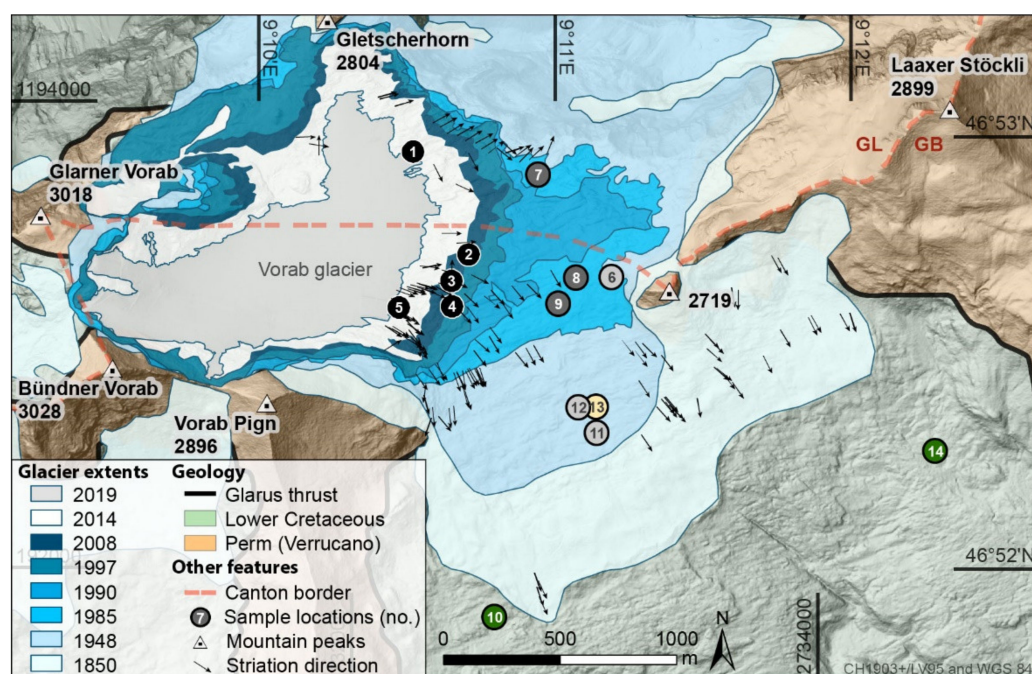 Gletscherhorn
2804
9°10'E
9°11'E
9°12'E
Laaxer Stöckli
2899
1194000
46°53'N
GL
GB
1
7
Glarner Vorab
3018
Vorab glacier
2
3
8
6
5
4
9
2719
Bündner Vorab
3028
Vorab Pign
2896
12
13
11
14
Glacier extents
2019
2014
2008
1997
1990
1985
1948
1850
Geology
Glarus thrust
Lower Cretaceous
Perm (Verrucano)
Other features
Canton border
7
Sample locations (no.)
Mountain peaks
Striation direction
10
46°52'N
0
500
1000
m
N
2734000
CH1903+/LV95 and WGS 84